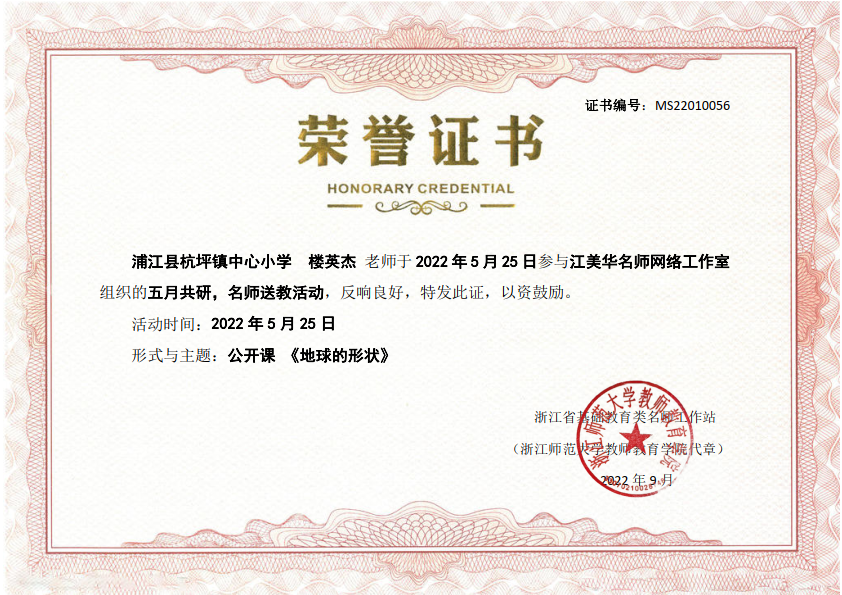 证书编号：MS22010056
荣誉证书
HONORARY CREDENTIAL
浦江县杭坪镇中心小学 楼英杰 老师于 2022 年 5 月 25 日参与江美华名师网络工作室
组织的五月共研，名师送教活动，反响良好，特发此证，以资鼓励。
活动时间：2022 年 5 月 25 日
形式与主题：公开课 《地球的形状》
浙江省基础教育类名师工作站
（浙江师范大学教师教育学院代章）
2022 年 9 月
浙江师范大学教师教育学院